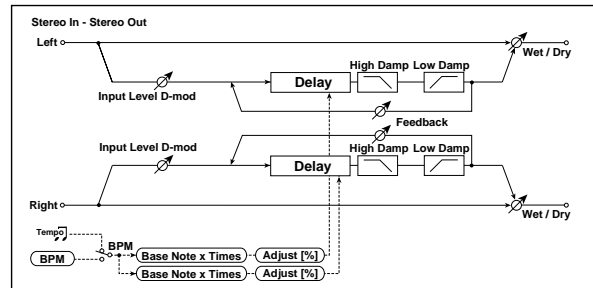 Stereo In - Stereo Out
Left
Wet / Dry
High Damp Low Damp
Delay
Input Level D-mod
Feedback
Input Level D-mod
High Damp Low Damp
Delay
Right
Wet / Dry
Tempo
BPM
BPM
Base Note x Times
Adjust [%]
Base Note x Times
Adjust [%]